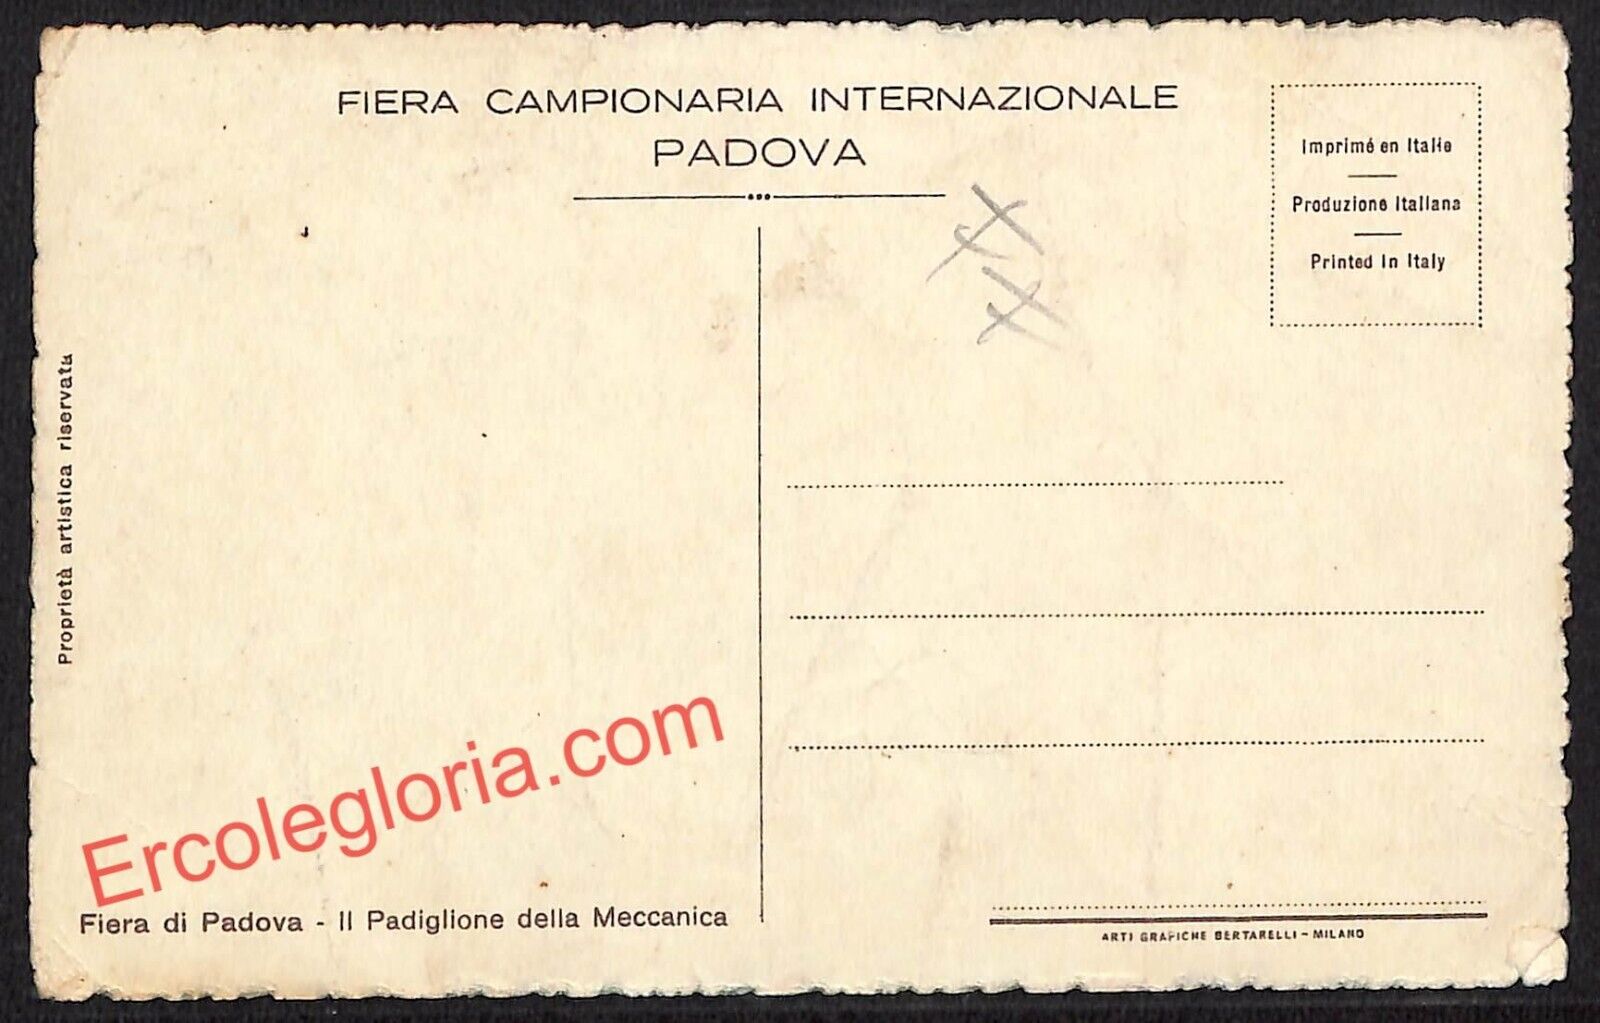 FIERA CAMPIONARIA INTERNAZIONALE
PADOVA
Imprimé en Italie
Produzione Italiana
Printed in Italy
Proprietà artistica riservata
Ercolegloria.com
Fiera di Padova - Il Padiglione della Meccanica
ARTI GRAFICHE BERTARELLI - MILANO